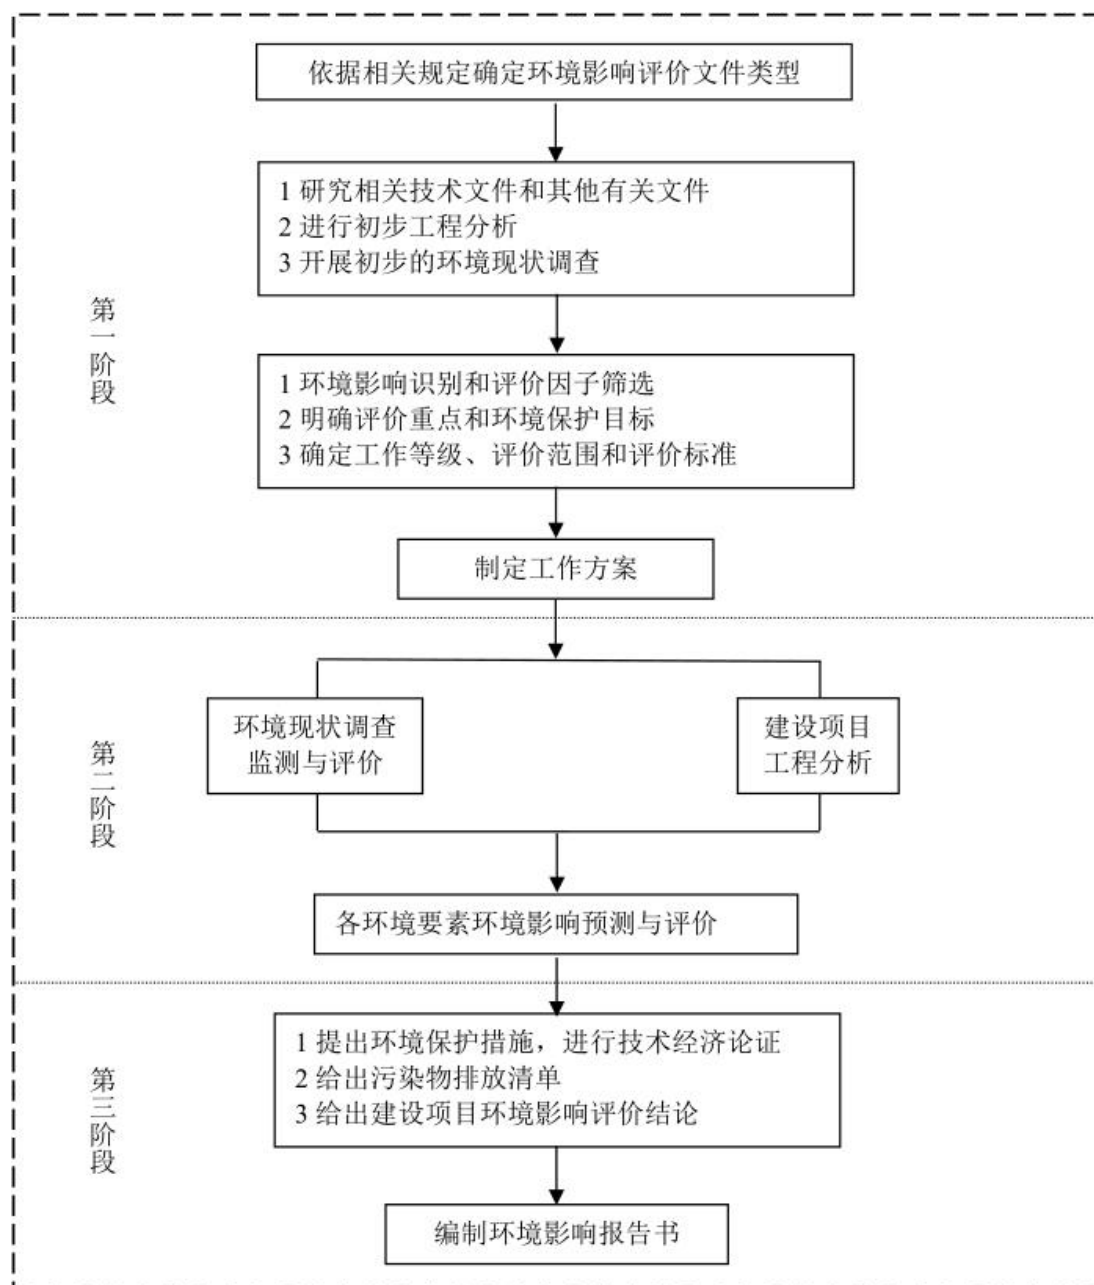 依据相关规定确定环境影响评价文件类型
1 研究相关技术文件和其他有关文件
2 进行初步工程分析
3 开展初步的环境现状调查
第一阶段
1 环境影响识别和评价因子筛选
2 明确评价重点和环境保护目标
3 确定工作等级、评价范围和评价标准
制定工作方案
环境现状调查
监测与评价
建设项目
工程分析
第二阶段
各环境要素环境影响预测与评价
1 提出环境保护措施，进行技术经济论证
2 给出污染物排放清单
3 给出建设项目环境影响评价结论
第三阶段
编制环境影响报告书